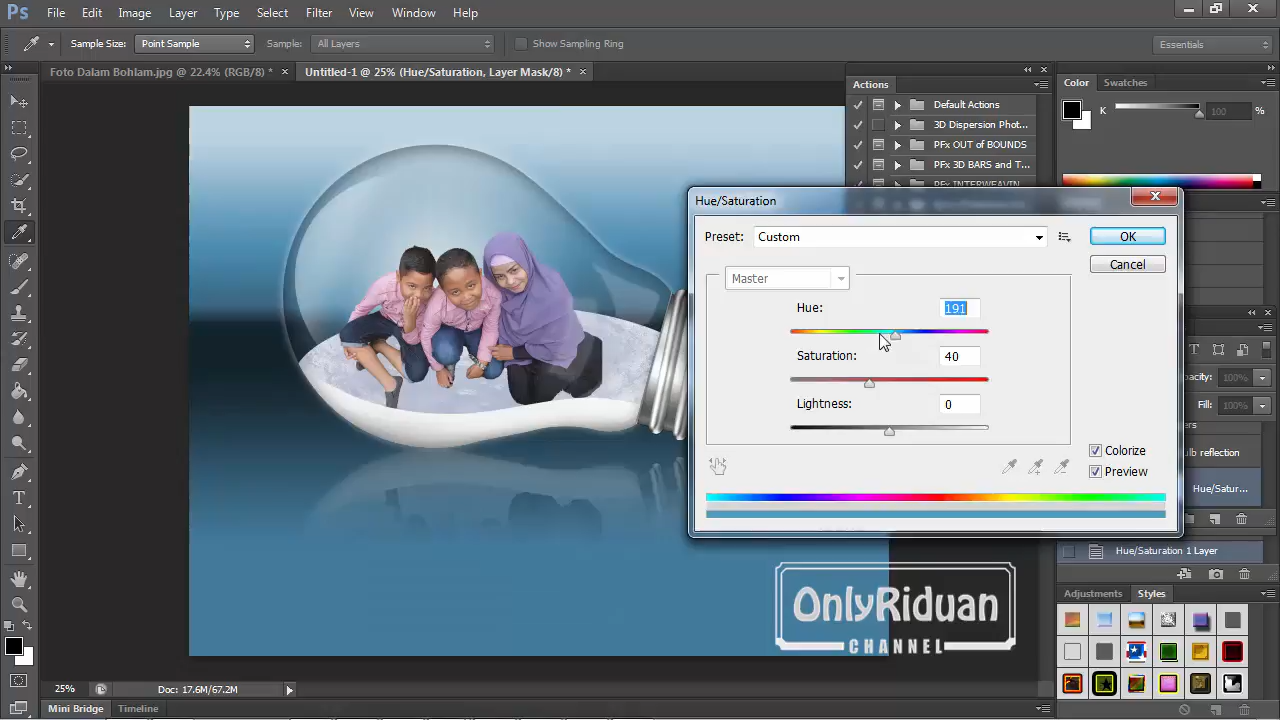 Ps File Edit Image Layer Type Select Filter View Window Help
Sample Size: Point Sample Sample: All Layers Show Sampling Ring Essentials
Foto Dalam Bohlam.jpg @ 22.4% (RGB/8) * × Untitled-1 @ 25% (Hue/Saturation, Layer Mask/8) * ×
Actions
Default Actions
3D Dispersion Phot...
PFx OUT of BOUNDS
PFx 3D BARS and T...
PFx INTERWEAVIN
Color Swatches
K 100 %
Hue/Saturation
Preset: Custom
OK
Cancel
Master
Hue: 191
Saturation: 40
Lightness: 0
Colorize
Preview
pacity: 100%
Fill: 100%
ers
ulb reflection
Hue/Satur...
Hue/Saturation 1 Layer
Adjustments Styles
OnlyRiduan
CHANNEL
25% Doc: 17.6M/67.2M
Mini Bridge Timeline